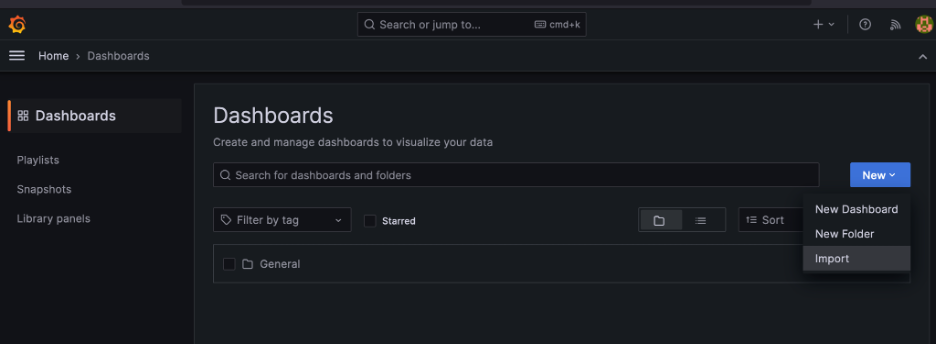 Search or jump to... cmd+k
Home › Dashboards
Dashboards
Playlists
Snapshots
Library panels
Dashboards
Create and manage dashboards to visualize your data
Search for dashboards and folders
New
Filter by tag
Starred
Sort
New Dashboard
New Folder
Import
General